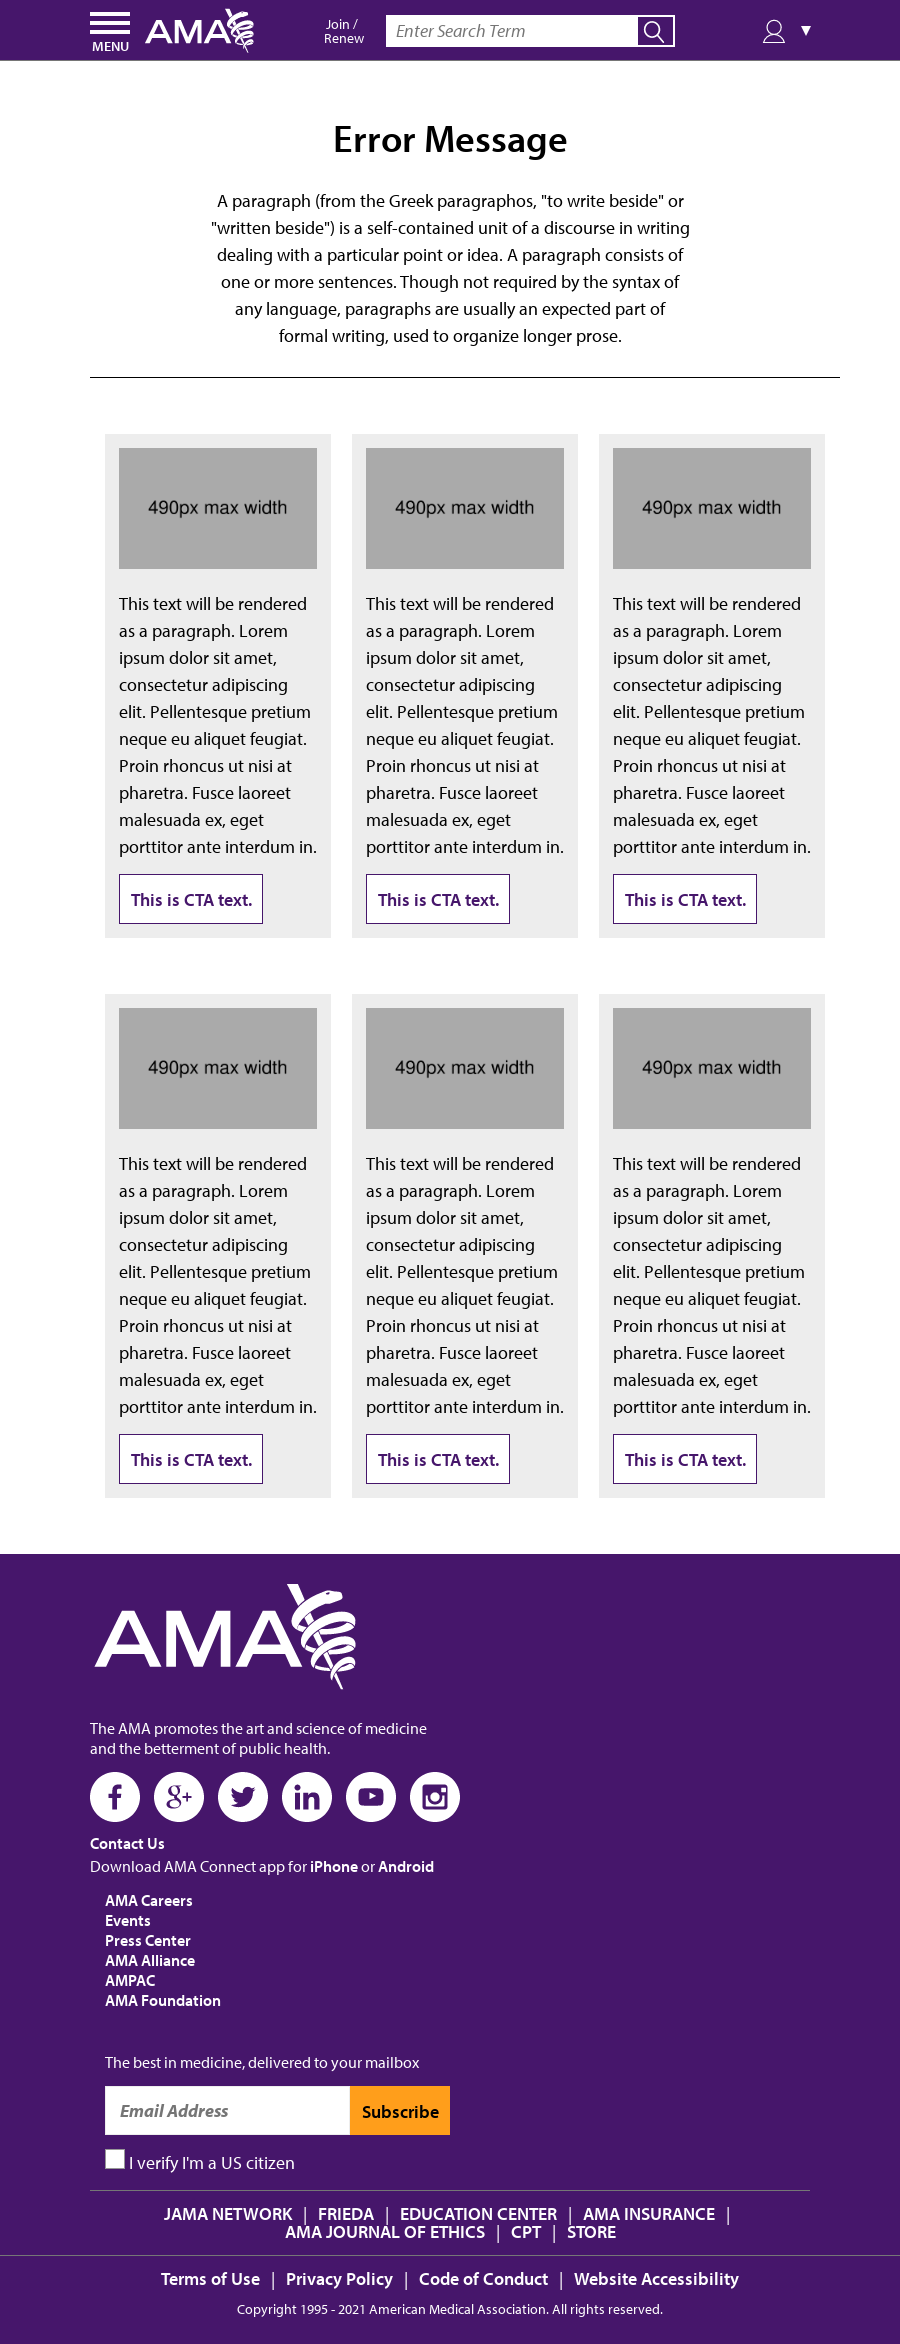 MENU
AMA
Join /
Renew
Enter Search Term
▼
Error Message
A paragraph (from the Greek paragraphos, "to write beside" or
"written beside") is a self-contained unit of a discourse in writing
dealing with a particular point or idea. A paragraph consists of
one or more sentences. Though not required by the syntax of
any language, paragraphs are usually an expected part of
formal writing, used to organize longer prose.
490px max width
This text will be rendered
as a paragraph. Lorem
ipsum dolor sit amet,
consectetur adipiscing
elit. Pellentesque pretium
neque eu aliquet feugiat.
Proin rhoncus ut nisi at
pharetra. Fusce laoreet
malesuada ex, eget
porttitor ante interdum in.
This is CTA text.
490px max width
This text will be rendered
as a paragraph. Lorem
ipsum dolor sit amet,
consectetur adipiscing
elit. Pellentesque pretium
neque eu aliquet feugiat.
Proin rhoncus ut nisi at
pharetra. Fusce laoreet
malesuada ex, eget
porttitor ante interdum in.
This is CTA text.
490px max width
This text will be rendered
as a paragraph. Lorem
ipsum dolor sit amet,
consectetur adipiscing
elit. Pellentesque pretium
neque eu aliquet feugiat.
Proin rhoncus ut nisi at
pharetra. Fusce laoreet
malesuada ex, eget
porttitor ante interdum in.
This is CTA text.
490px max width
This text will be rendered
as a paragraph. Lorem
ipsum dolor sit amet,
consectetur adipiscing
elit. Pellentesque pretium
neque eu aliquet feugiat.
Proin rhoncus ut nisi at
pharetra. Fusce laoreet
malesuada ex, eget
porttitor ante interdum in.
This is CTA text.
490px max width
This text will be rendered
as a paragraph. Lorem
ipsum dolor sit amet,
consectetur adipiscing
elit. Pellentesque pretium
neque eu aliquet feugiat.
Proin rhoncus ut nisi at
pharetra. Fusce laoreet
malesuada ex, eget
porttitor ante interdum in.
This is CTA text.
490px max width
This text will be rendered
as a paragraph. Lorem
ipsum dolor sit amet,
consectetur adipiscing
elit. Pellentesque pretium
neque eu aliquet feugiat.
Proin rhoncus ut nisi at
pharetra. Fusce laoreet
malesuada ex, eget
porttitor ante interdum in.
This is CTA text.
AMA
The AMA promotes the art and science of medicine
and the betterment of public health.
Contact Us
Download AMA Connect app for iPhone or Android
AMA Careers
Events
Press Center
AMA Alliance
AMPAC
AMA Foundation
The best in medicine, delivered to your mailbox
Email Address
Subscribe
I verify I'm a US citizen
JAMA NETWORK | FRIEDA | EDUCATION CENTER | AMA INSURANCE |
AMA JOURNAL OF ETHICS | CPT | STORE
Terms of Use | Privacy Policy | Code of Conduct | Website Accessibility
Copyright 1995 - 2021 American Medical Association. All rights reserved.